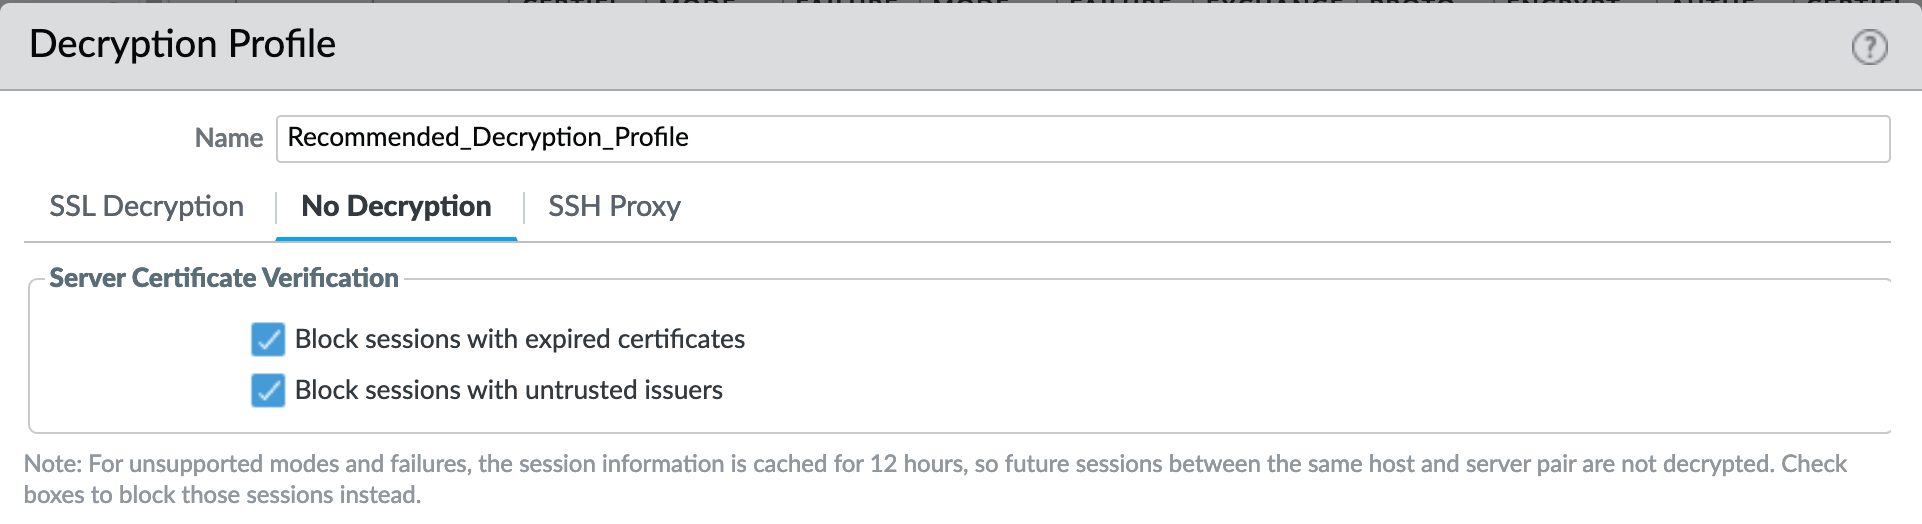 Decryption Profile
?
Name Recommended_Decryption_Profile
SSL Decryption No Decryption SSH Proxy
Server Certificate Verification
Block sessions with expired certificates
Block sessions with untrusted issuers
Note: For unsupported modes and failures, the session information is cached for 12 hours, so future sessions between the same host and server pair are not decrypted. Check
boxes to block those sessions instead.